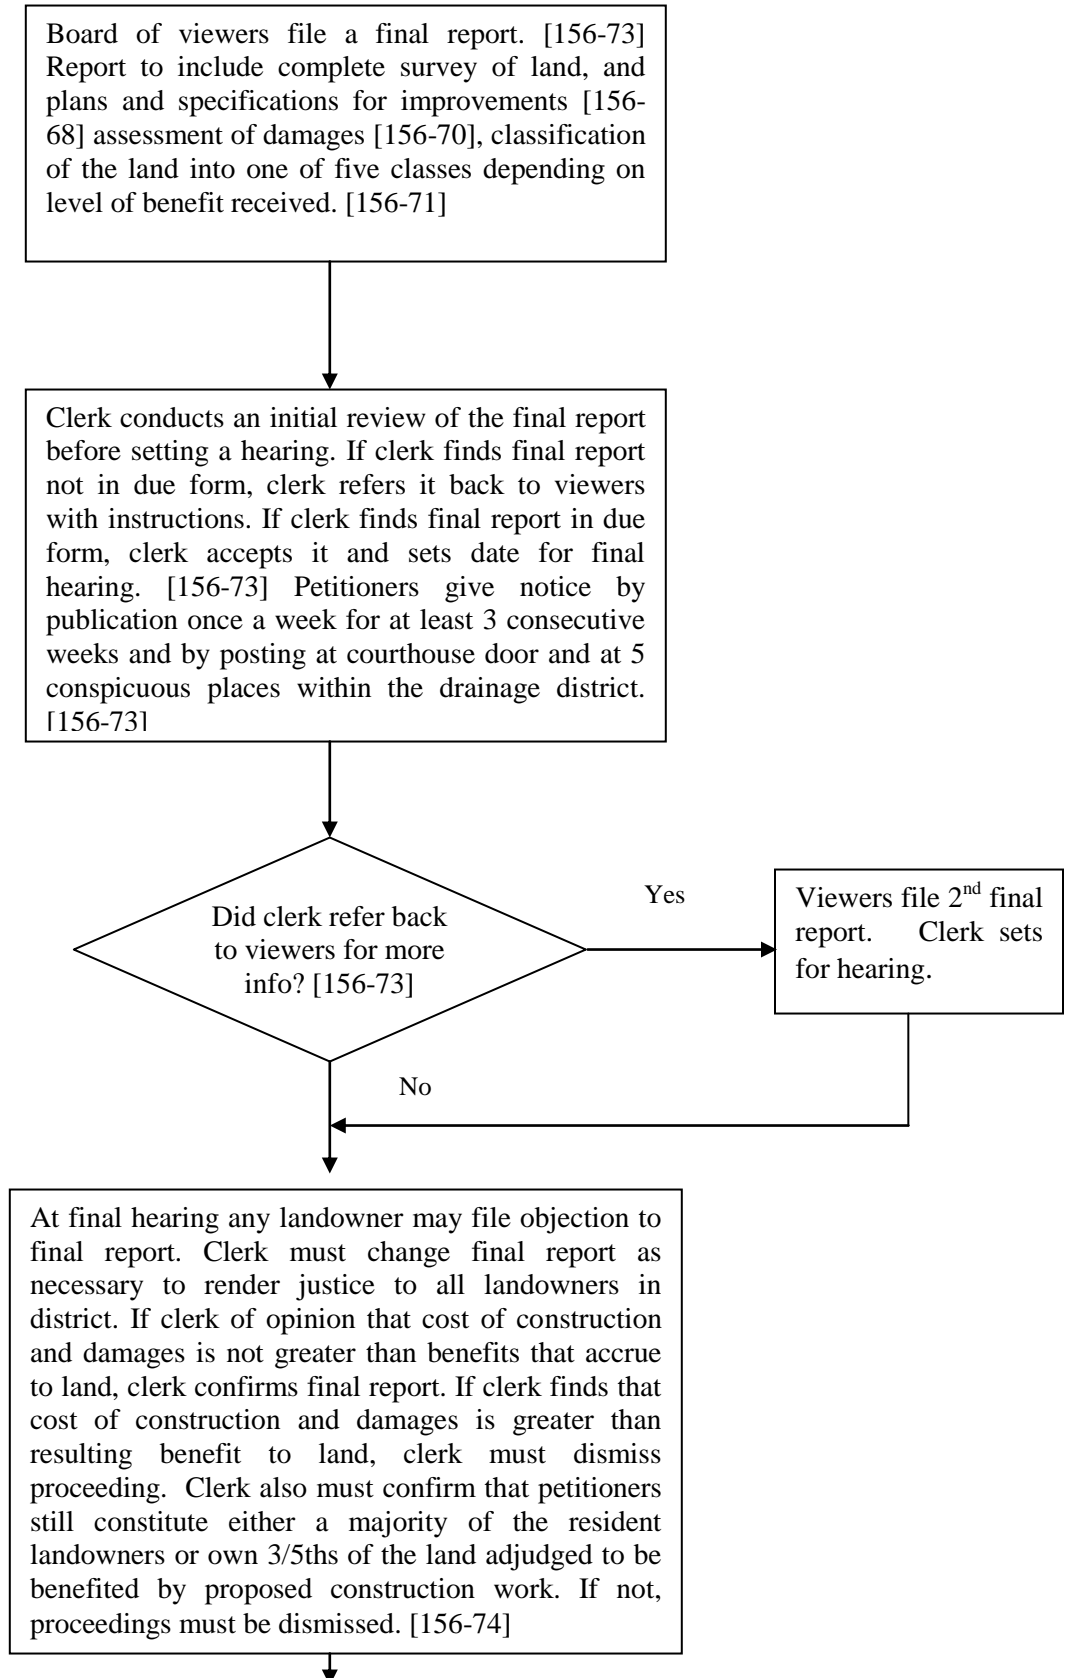 Board of viewers file a final report. [156-73]
Report to include complete survey of land, and
plans and specifications for improvements [156-
68] assessment of damages [156-70], classification
of the land into one of five classes depending on
level of benefit received. [156-71]
Clerk conducts an initial review of the final report
before setting a hearing. If clerk finds final report
not in due form, clerk refers it back to viewers
with instructions. If clerk finds final report in due
form, clerk accepts it and sets date for final
hearing. [156-73] Petitioners give notice by
publication once a week for at least 3 consecutive
weeks and by posting at courthouse door and at 5
conspicuous places within the drainage district.
[156-73]
Did clerk refer back
to viewers for more
info? [156-73]
Yes
Viewers file 2nd final
report. Clerk sets
for hearing.
No
At final hearing any landowner may file objection to
final report. Clerk must change final report as
necessary to render justice to all landowners in
district. If clerk of opinion that cost of construction
and damages is not greater than benefits that accrue
to land, clerk confirms final report. If clerk finds that
cost of construction and damages is greater than
resulting benefit to land, clerk must dismiss
proceeding. Clerk also must confirm that petitioners
still constitute either a majority of the resident
landowners or own 3/5ths of the land adjudged to be
benefited by proposed construction work. If not,
proceedings must be dismissed. [156-74]